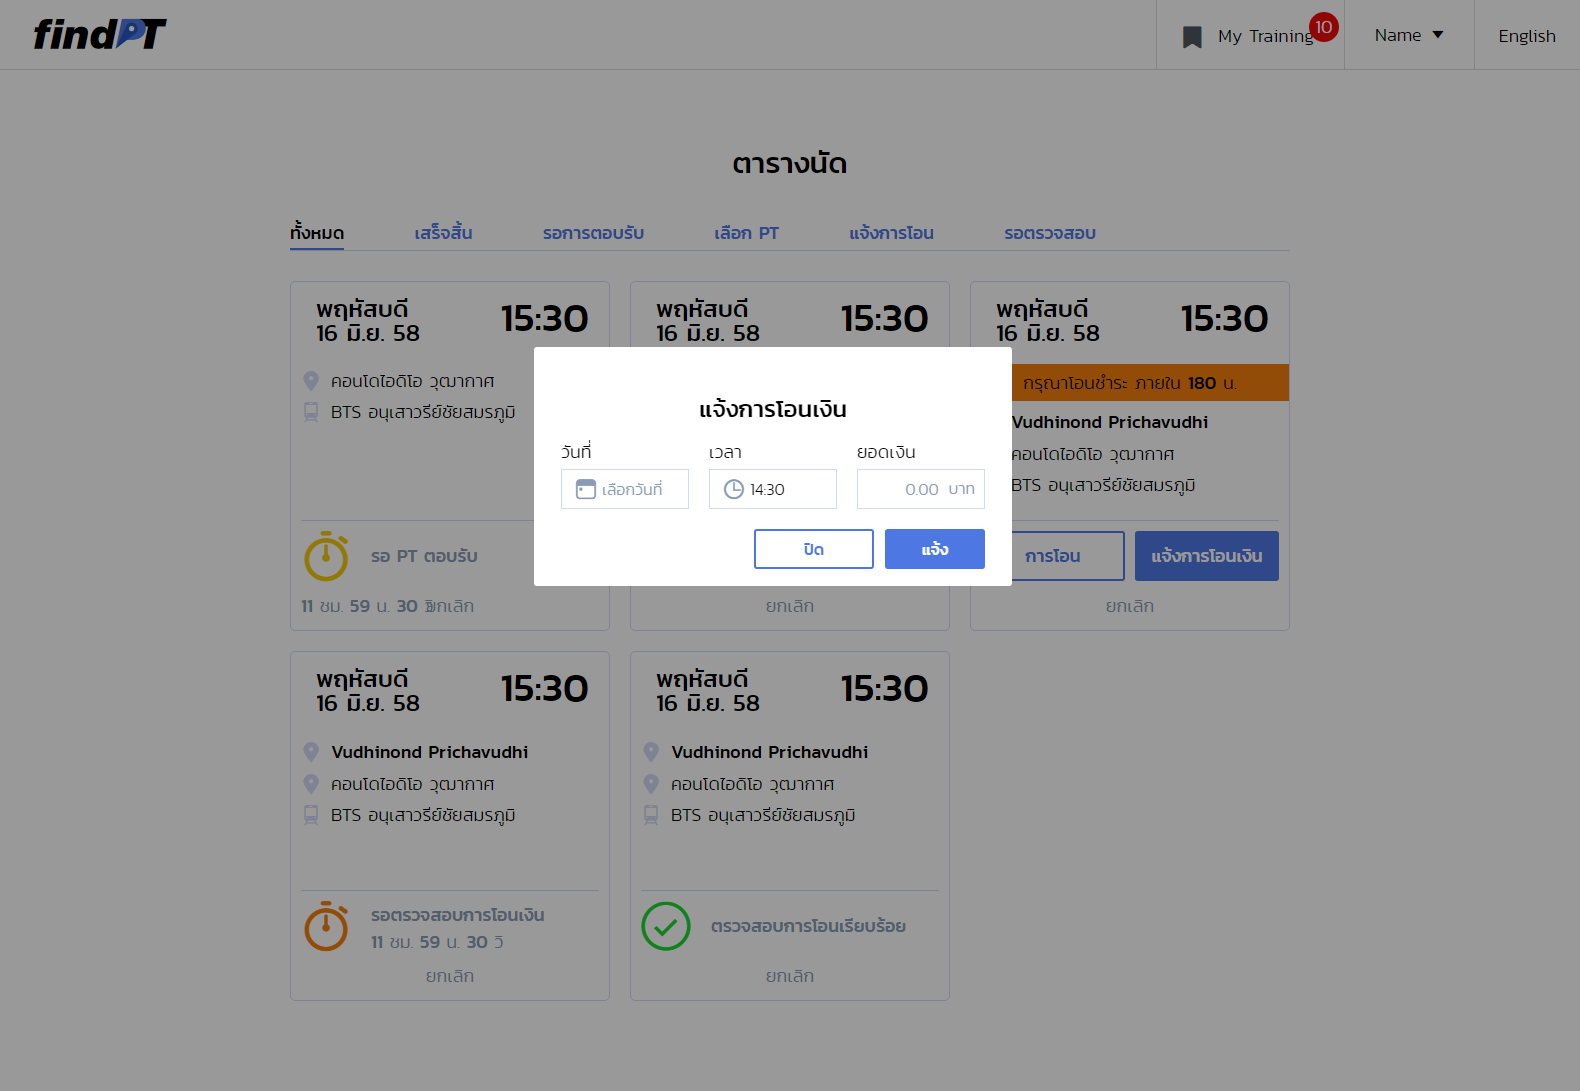 findPT
My Training 10
Name
English
ตารางนัด
ทั้งหมด เสร็จสิ้น รอการตอบรับ เลือก PT แจ้งการโอน รอตรวจสอบ
พฤหัสบดี
16 มิ.ย. 58
15:30
คอนโดไอดิโอ วุฒากาศ
BTS อนุเสาวรีย์ชัยสมรภูมิ
รอ PT ตอบรับ
11 ชม. 59 น. 30 วิ
ยกเลิก
พฤหัสบดี
16 มิ.ย. 58
15:30
ยกเลิก
พฤหัสบดี
16 มิ.ย. 58
15:30
กรุณาโอนชำระ ภายใน 180 น.
Vudhinond Prichavudhi
คอนโดไอดิโอ วุฒากาศ
BTS อนุเสาวรีย์ชัยสมรภูมิ
การโอน
แจ้งการโอนเงิน
ยกเลิก
แจ้งการโอนเงิน
วันที่ เวลา ยอดเงิน
เลือกวันที่ 14:30 0.00 บาท
ปิด แจ้ง
พฤหัสบดี
16 มิ.ย. 58
15:30
Vudhinond Prichavudhi
คอนโดไอดิโอ วุฒากาศ
BTS อนุเสาวรีย์ชัยสมรภูมิ
รอตรวจสอบการโอนเงิน
11 ชม. 59 น. 30 วิ
ยกเลิก
พฤหัสบดี
16 มิ.ย. 58
15:30
Vudhinond Prichavudhi
คอนโดไอดิโอ วุฒากาศ
BTS อนุเสาวรีย์ชัยสมรภูมิ
ตรวจสอบการโอนเรียบร้อย
ยกเลิก